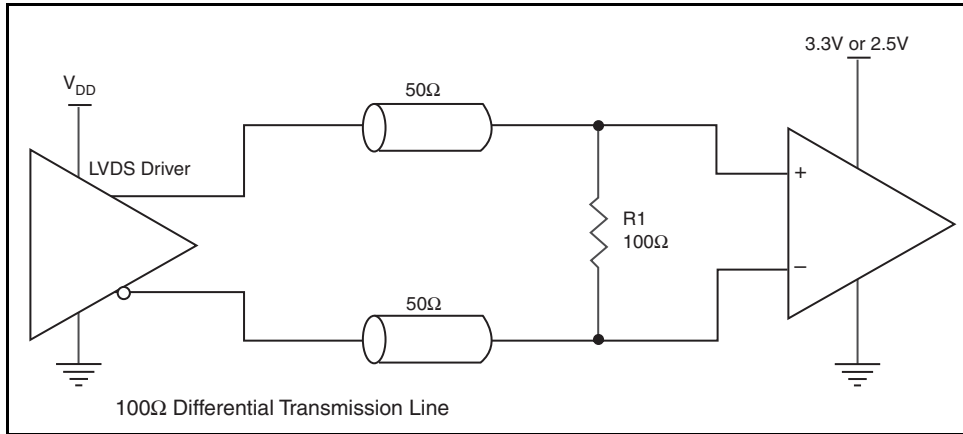 3.3V or 2.5V
V_DD
50Ω
LVDS Driver
+
R1
100Ω
−
50Ω
100Ω Differential Transmission Line